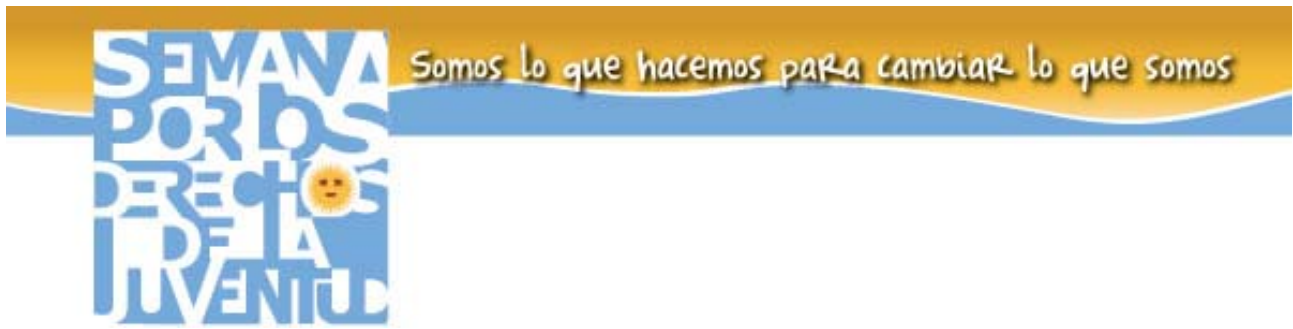 Somos lo que hacemos paRa cambiaR lo que somos
SEMANA
POR LOS
DERECHOS
DE LA
JUVENTUD